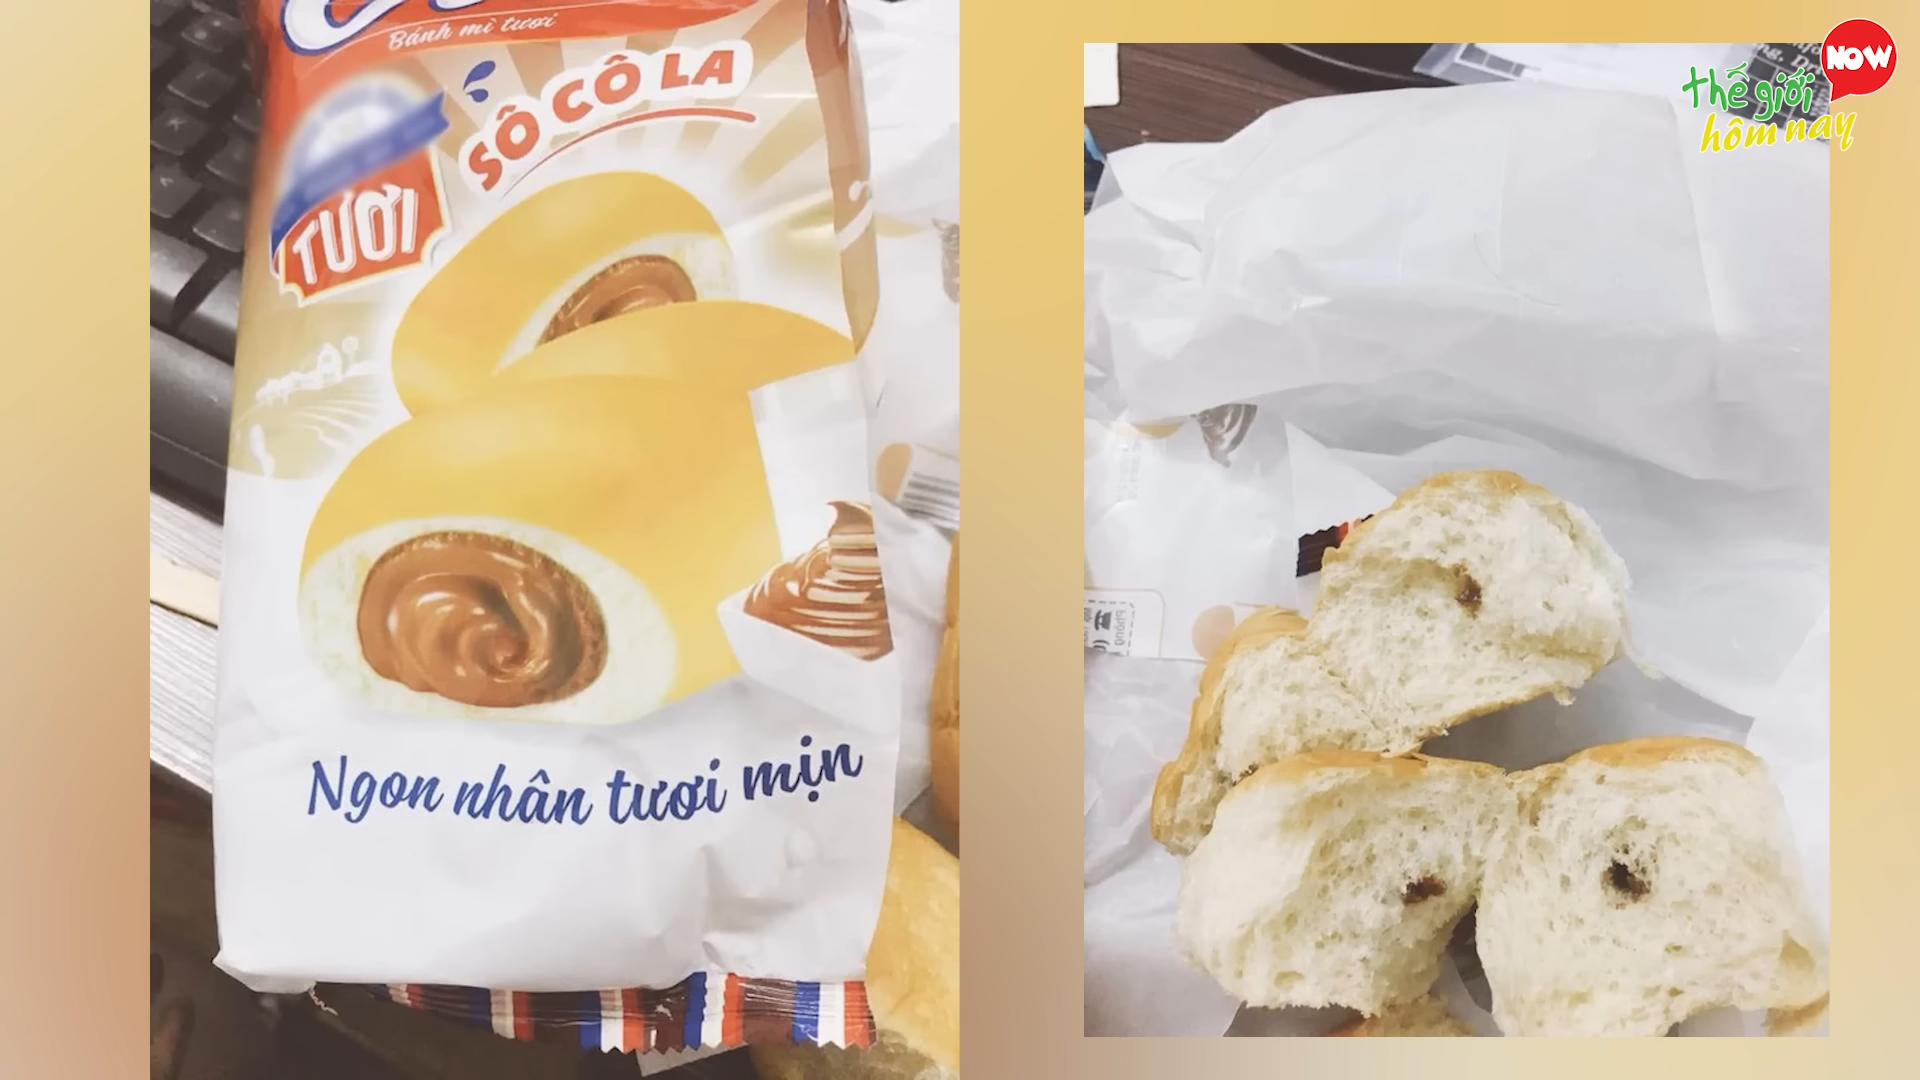 Bánh mì tươi
SÔ CÔ LA
TƯƠI
Ngon nhân tươi mịn
NOW
thế giới
hôm nay